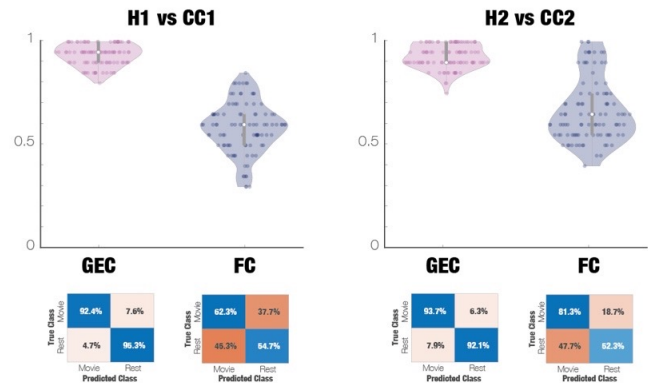 H1 vs CC1
H2 vs CC2
1
0.5
0
GEC
FC
1
0.5
0
GEC
FC
True Class
Movie
Rest
92.4%
7.6%
4.7%
95.3%
Movie
Rest
Predicted Class
True Class
Movie
Rest
62.3%
37.7%
45.3%
54.7%
Movie
Rest
Predicted Class
True Class
Movie
Rest
93.7%
6.3%
7.9%
92.1%
Movie
Rest
Predicted Class
True Class
Movie
Rest
81.3%
18.7%
47.7%
52.3%
Movie
Rest
Predicted Class